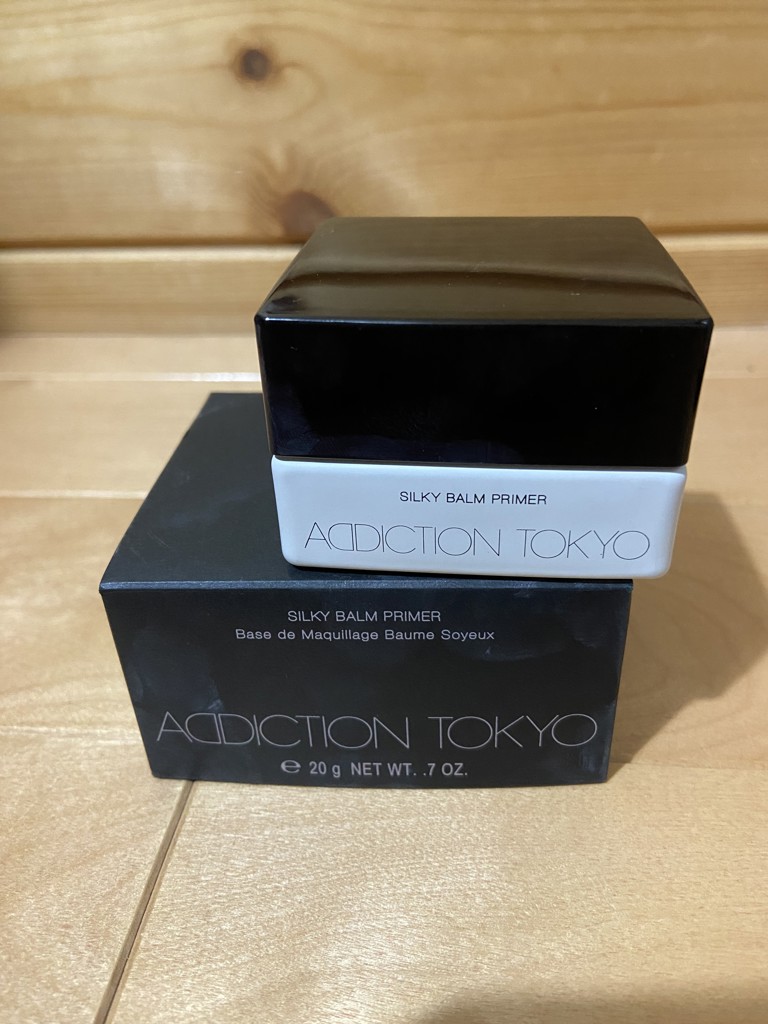 SILKY BALM PRIMER
ADDICTION TOKYO
SILKY BALM PRIMER
Base de Maquillage Baume Soyeux
ADDICTION TOKYO
℮ 20 g NET WT. .7 OZ.